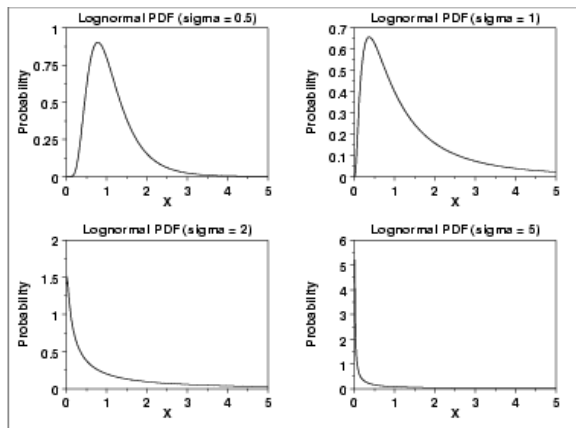 Lognormal PDF (sigma = 0.5)
1
0.75
0.5
0.25
0
Probability
0 1 2 3 4 5
X
Lognormal PDF (sigma = 1)
0.7
0.6
0.5
0.4
0.3
0.2
0.1
0
Probability
0 1 2 3 4 5
X
Lognormal PDF (sigma = 2)
2
1.5
1
0.5
0
Probability
0 1 2 3 4 5
X
Lognormal PDF (sigma = 5)
6
5
4
3
2
1
0
Probability
0 1 2 3 4 5
X